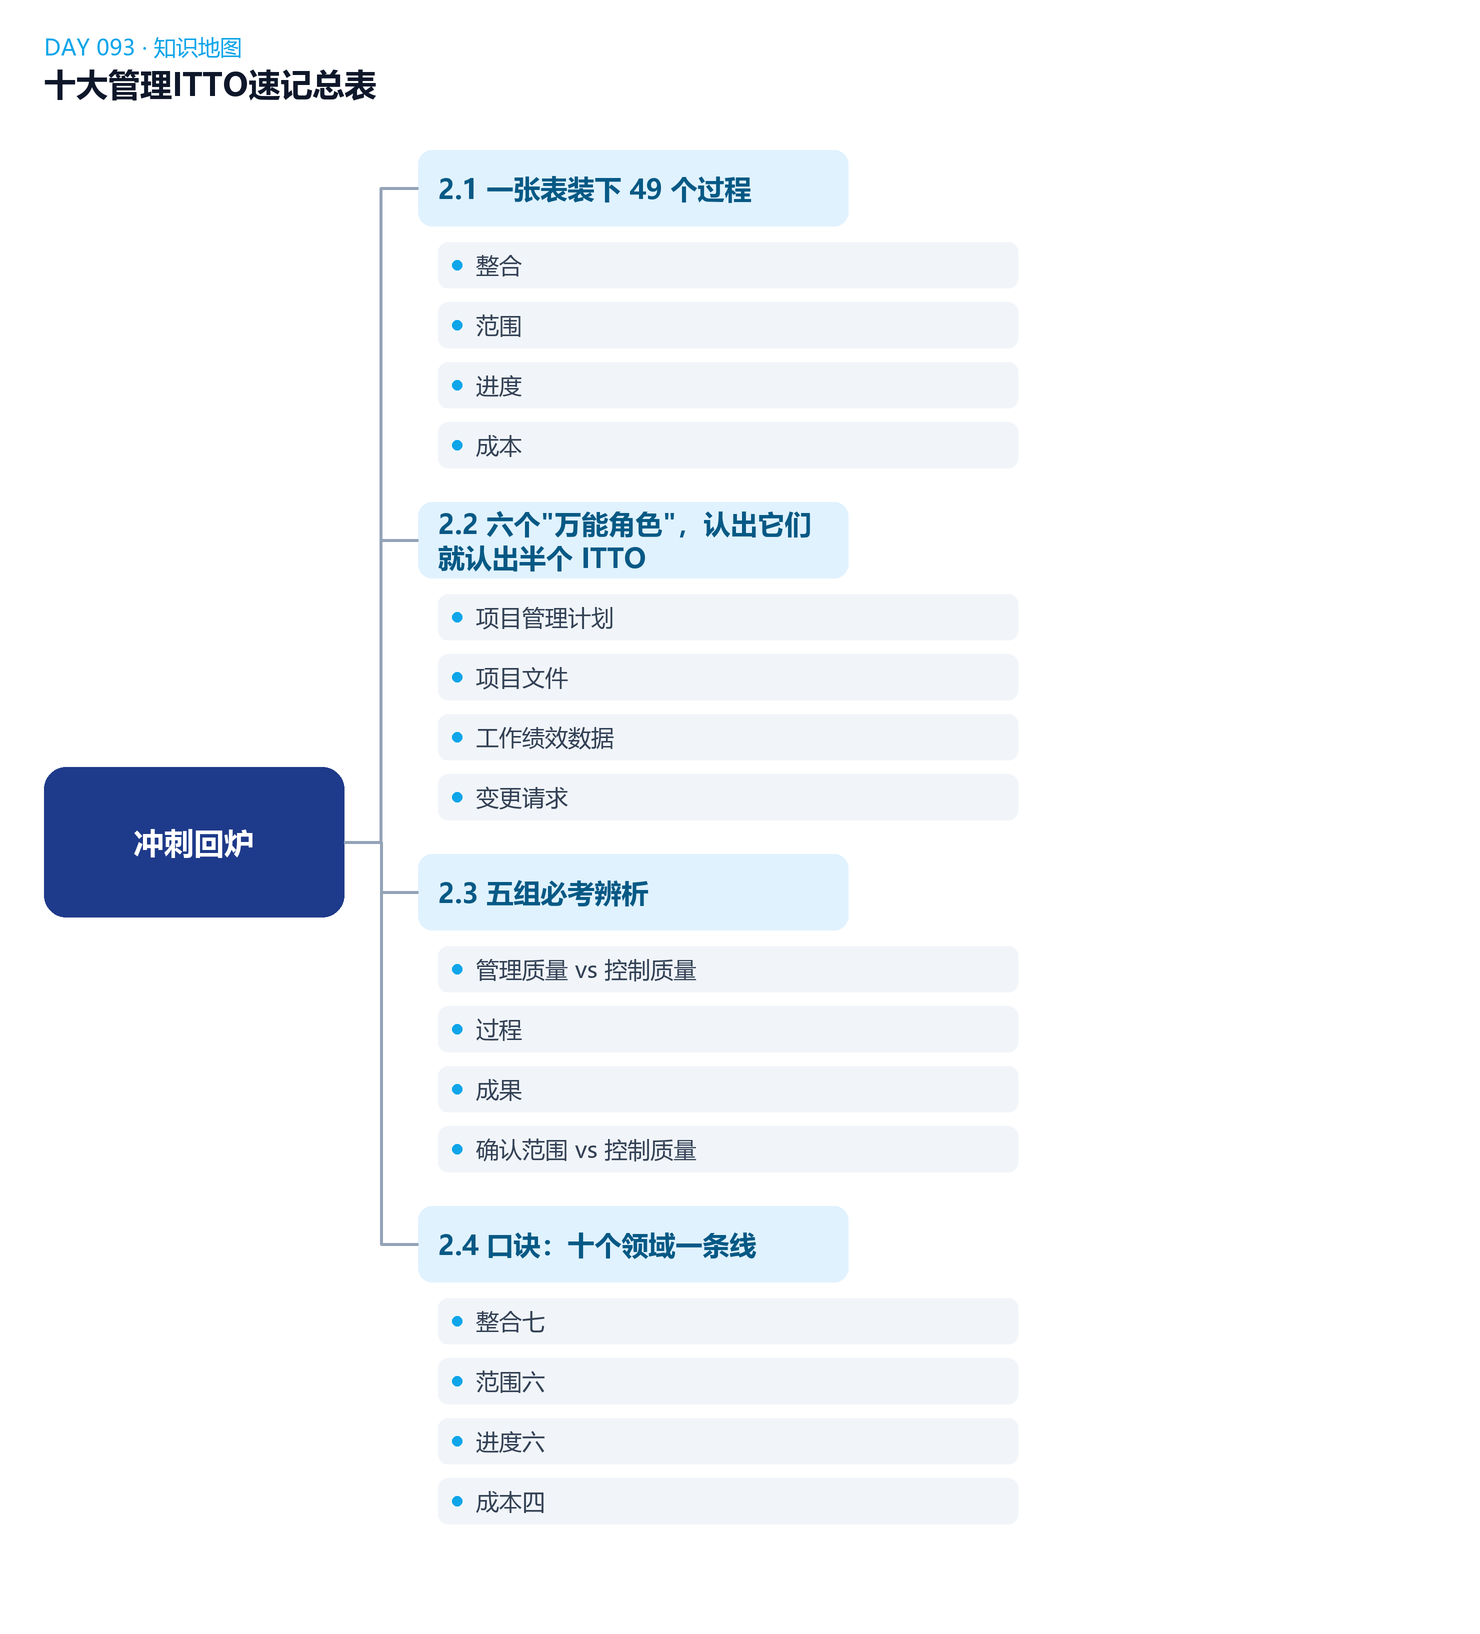 DAY 093 · 知识地图
十大管理ITTO速记总表
2.1 一张表装下 49 个过程
整合
范围
进度
成本
2.2 六个"万能角色"，认出它们
就认出半个 ITTO
项目管理计划
项目文件
工作绩效数据
变更请求
冲刺回炉
2.3 五组必考辨析
管理质量 vs 控制质量
过程
成果
确认范围 vs 控制质量
2.4 口诀：十个领域一条线
整合七
范围六
进度六
成本四